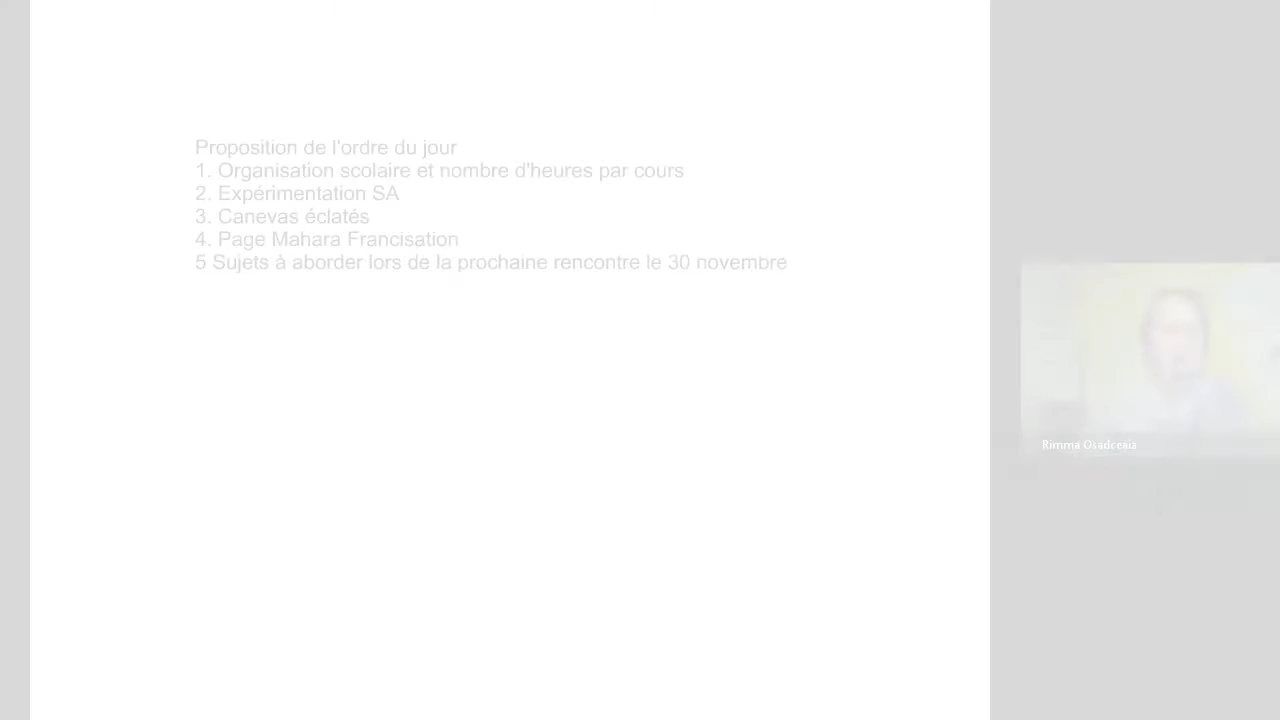 Proposition de l'ordre du jour
1. Organisation scolaire et nombre d'heures par cours
2. Expérimentation SA
3. Canevas éclatés
4. Page Mahara Francisation
5 Sujets à aborder lors de la prochaine rencontre le 30 novembre
Rimma Osadceaia